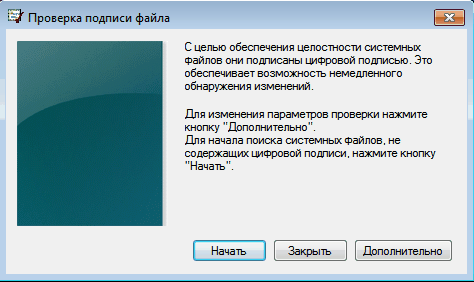 Проверка подписи файла
С целью обеспечения целостности системных
файлов они подписаны цифровой подписью. Это
обеспечивает возможность немедленного
обнаружения изменений.
Для изменения параметров проверки нажмите
кнопку "Дополнительно".
Для начала поиска системных файлов, не
содержащих цифровой подписи, нажмите кнопку
"Начать".
Начать
Закрыть
Дополнительно